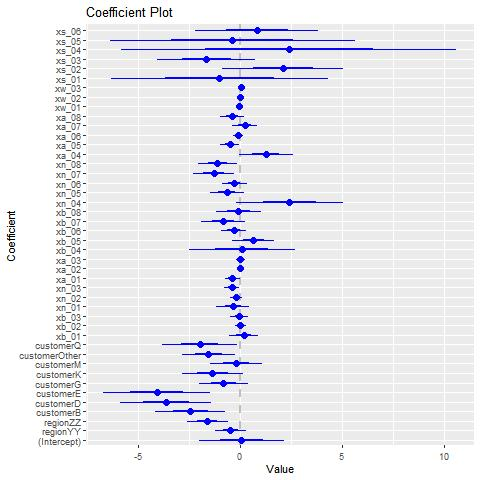 Coefficient Plot
xs_06
xs_05
xs_04
xs_03
xs_02
xs_01
xw_03
xw_02
xw_01
xa_08
xa_07
xa_06
xa_05
xa_04
xn_08
xn_07
xn_06
xn_05
xn_04
xb_08
xb_07
xb_06
xb_05
xb_04
xa_03
xa_02
xa_01
xn_03
xn_02
xn_01
xb_03
xb_02
xb_01
customerQ
customerOther
customerM
customerK
customerG
customerE
customerD
customerB
regionZZ
regionYY
(Intercept)
Coefficient
-5 0 5 10
Value